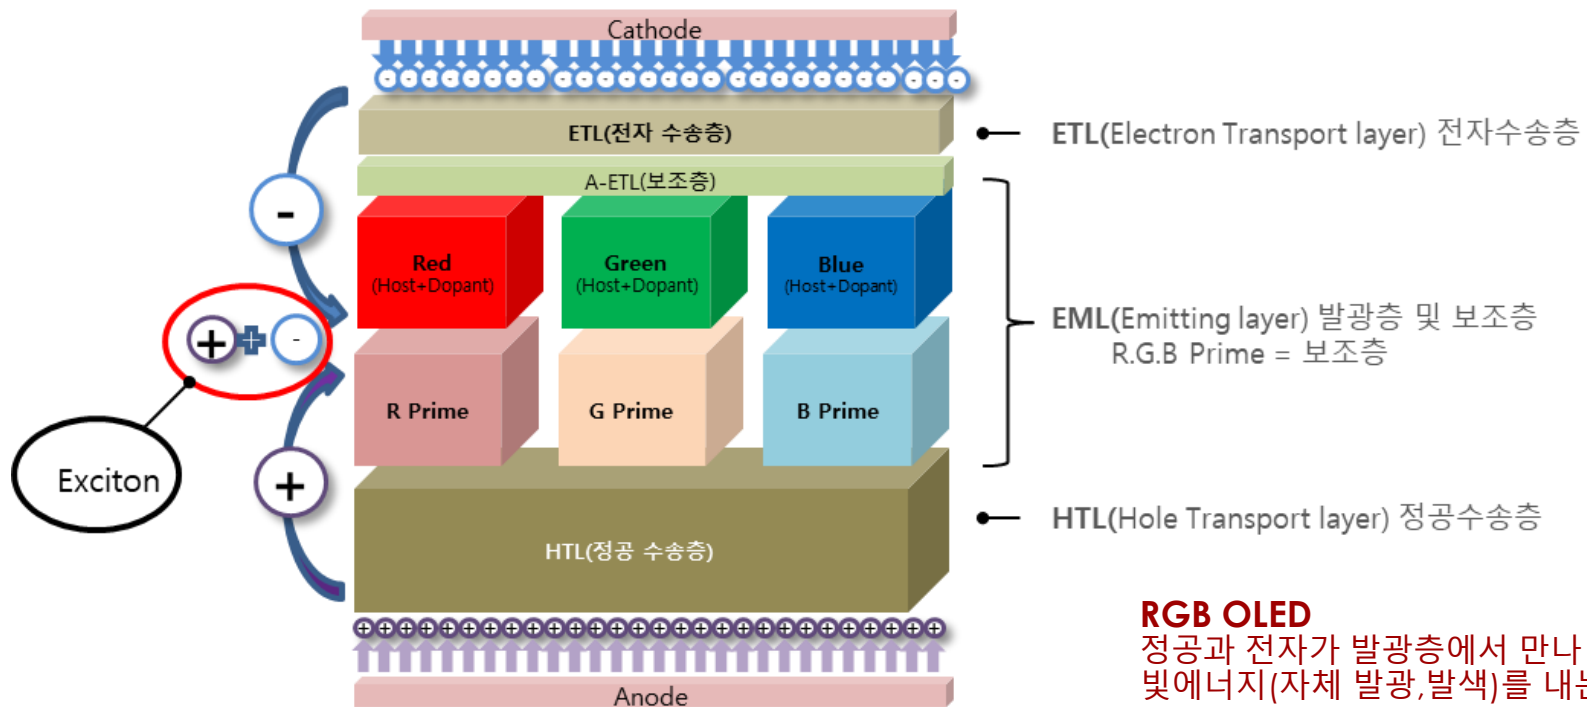 Cathode
ETL(전자 수송층)
ETL(Electron Transport layer) 전자수송층
A-ETL(보조층)
Red
(Host+Dopant)
Green
(Host+Dopant)
Blue
(Host+Dopant)
EML(Emitting layer) 발광층 및 보조층
R.G.B Prime = 보조층
R Prime
G Prime
B Prime
Exciton
HTL(Hole Transport layer) 정공수송층
HTL(정공 수송층)
RGB OLED
정공과 전자가 발광층에서 만나
빛에너지(자체 발광,발색)를
Anode